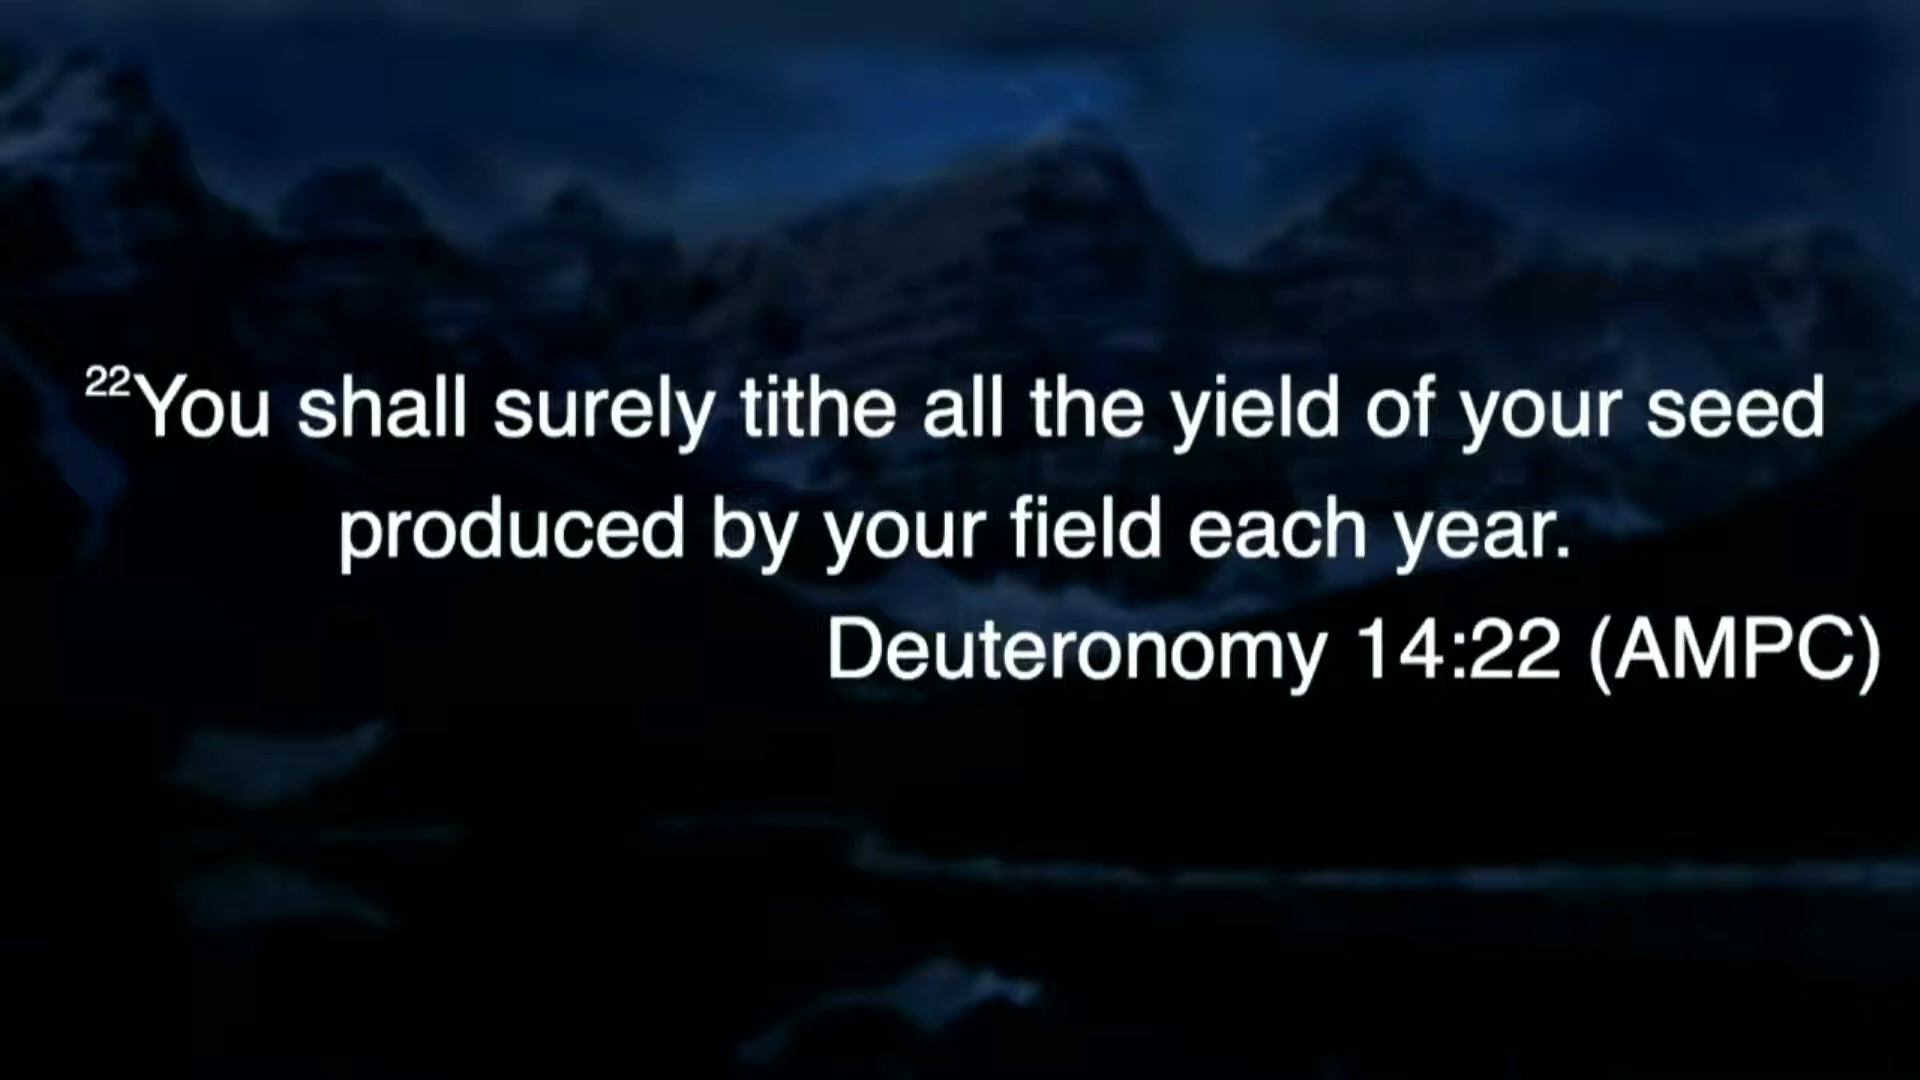 22You shall surely tithe all the yield of your seed
produced by your field each year.
Deuteronomy 14:22 (AMPC)